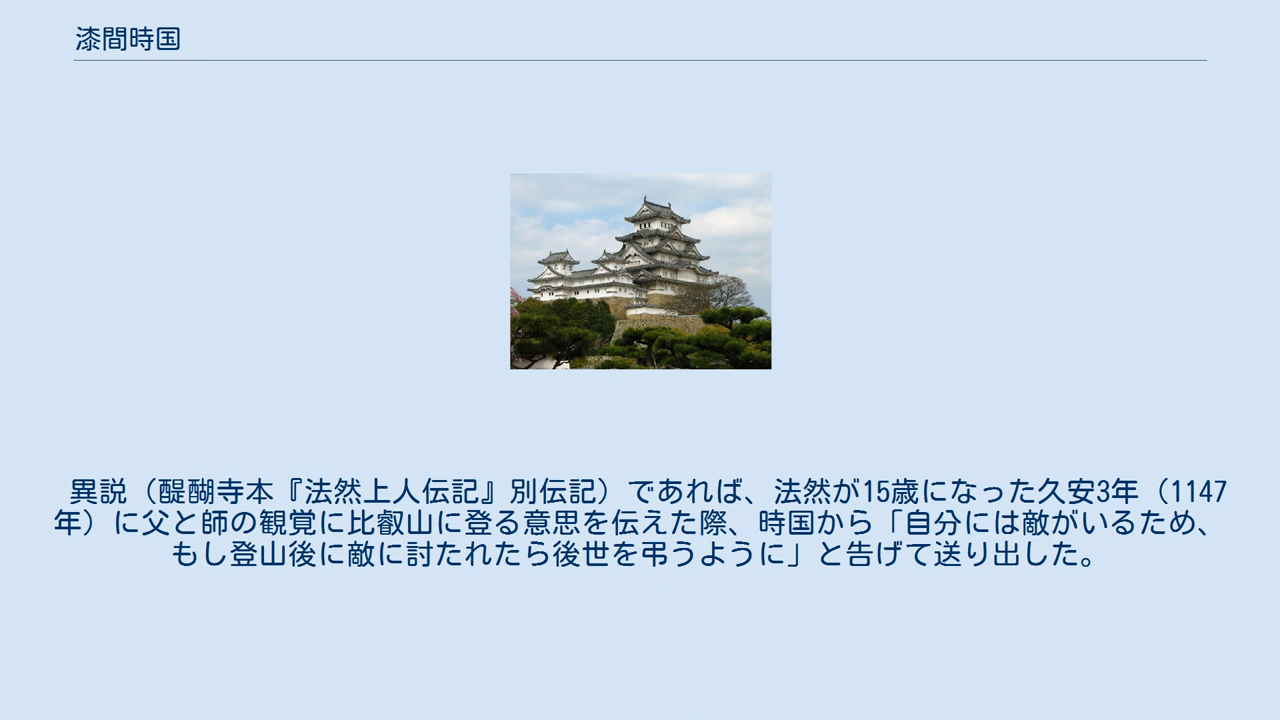 漆間時国
異説（醍醐寺本『法然上人伝記』別伝記）であれば、法然が15歳になった久安3年（1147
年）に父と師の観覚に比叡山に登る意思を伝えた際、時国から「自分には敵がいるため、
もし登山後に敵に討たれたら後世を弔うように」と告げて送り出した。